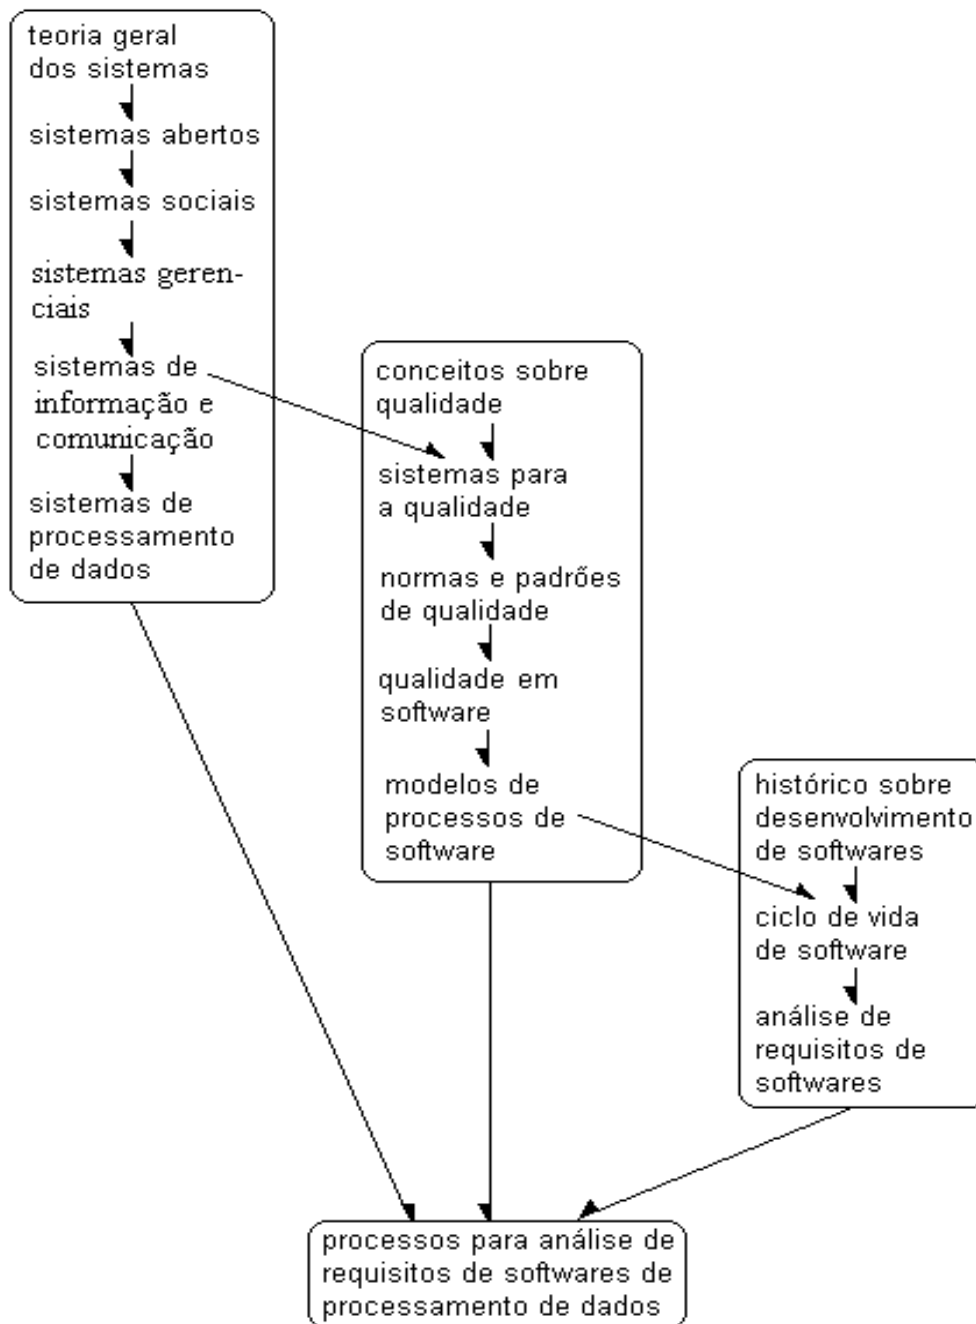 teoria geral
dos sistemas
sistemas abertos
sistemas sociais
sistemas geren-
ciais
sistemas de
informação e
comunicação
sistemas de
processamento
de dados
conceitos sobre
qualidade
sistemas para
a qualidade
normas e padrões
de qualidade
qualidade em
software
modelos de
processos de
software
histórico sobre
desenvolvimento
de softwares
ciclo de vida
de software
análise de
requisitos de
softwares
processos para análise de
requisitos de softwares de
processamento de dados